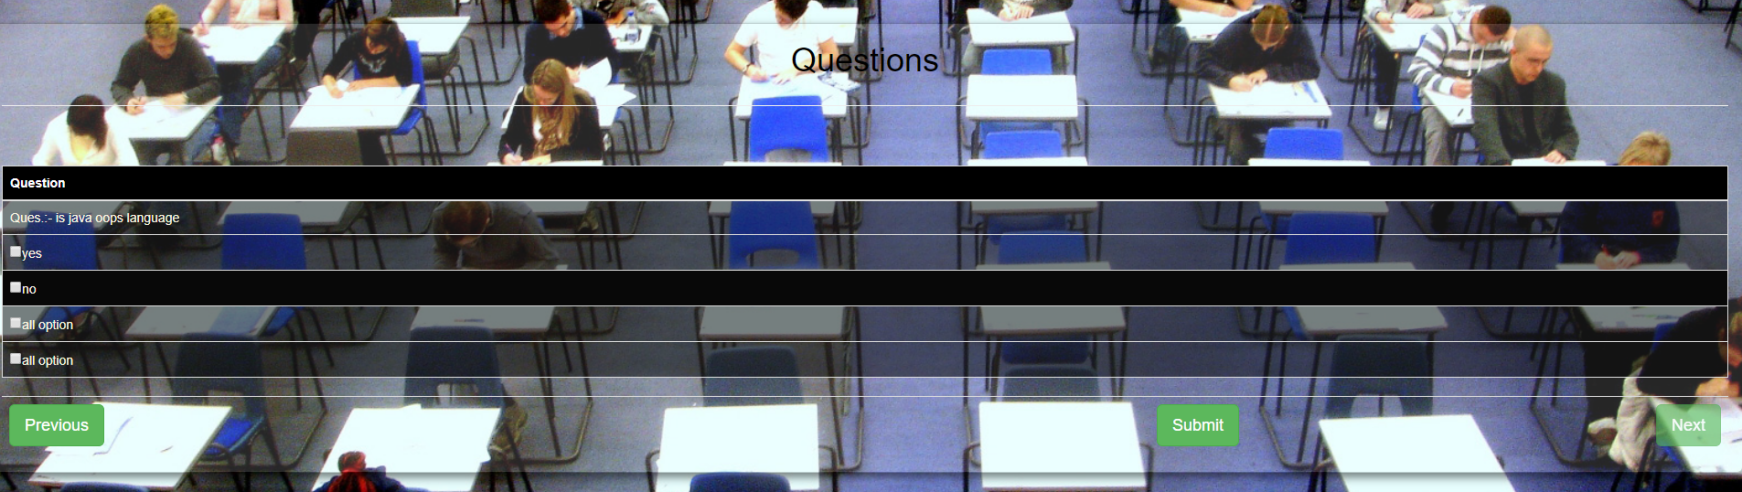 Questions
Question
Ques.:- is java oops language
yes
no
all option
all option
Previous Submit Next